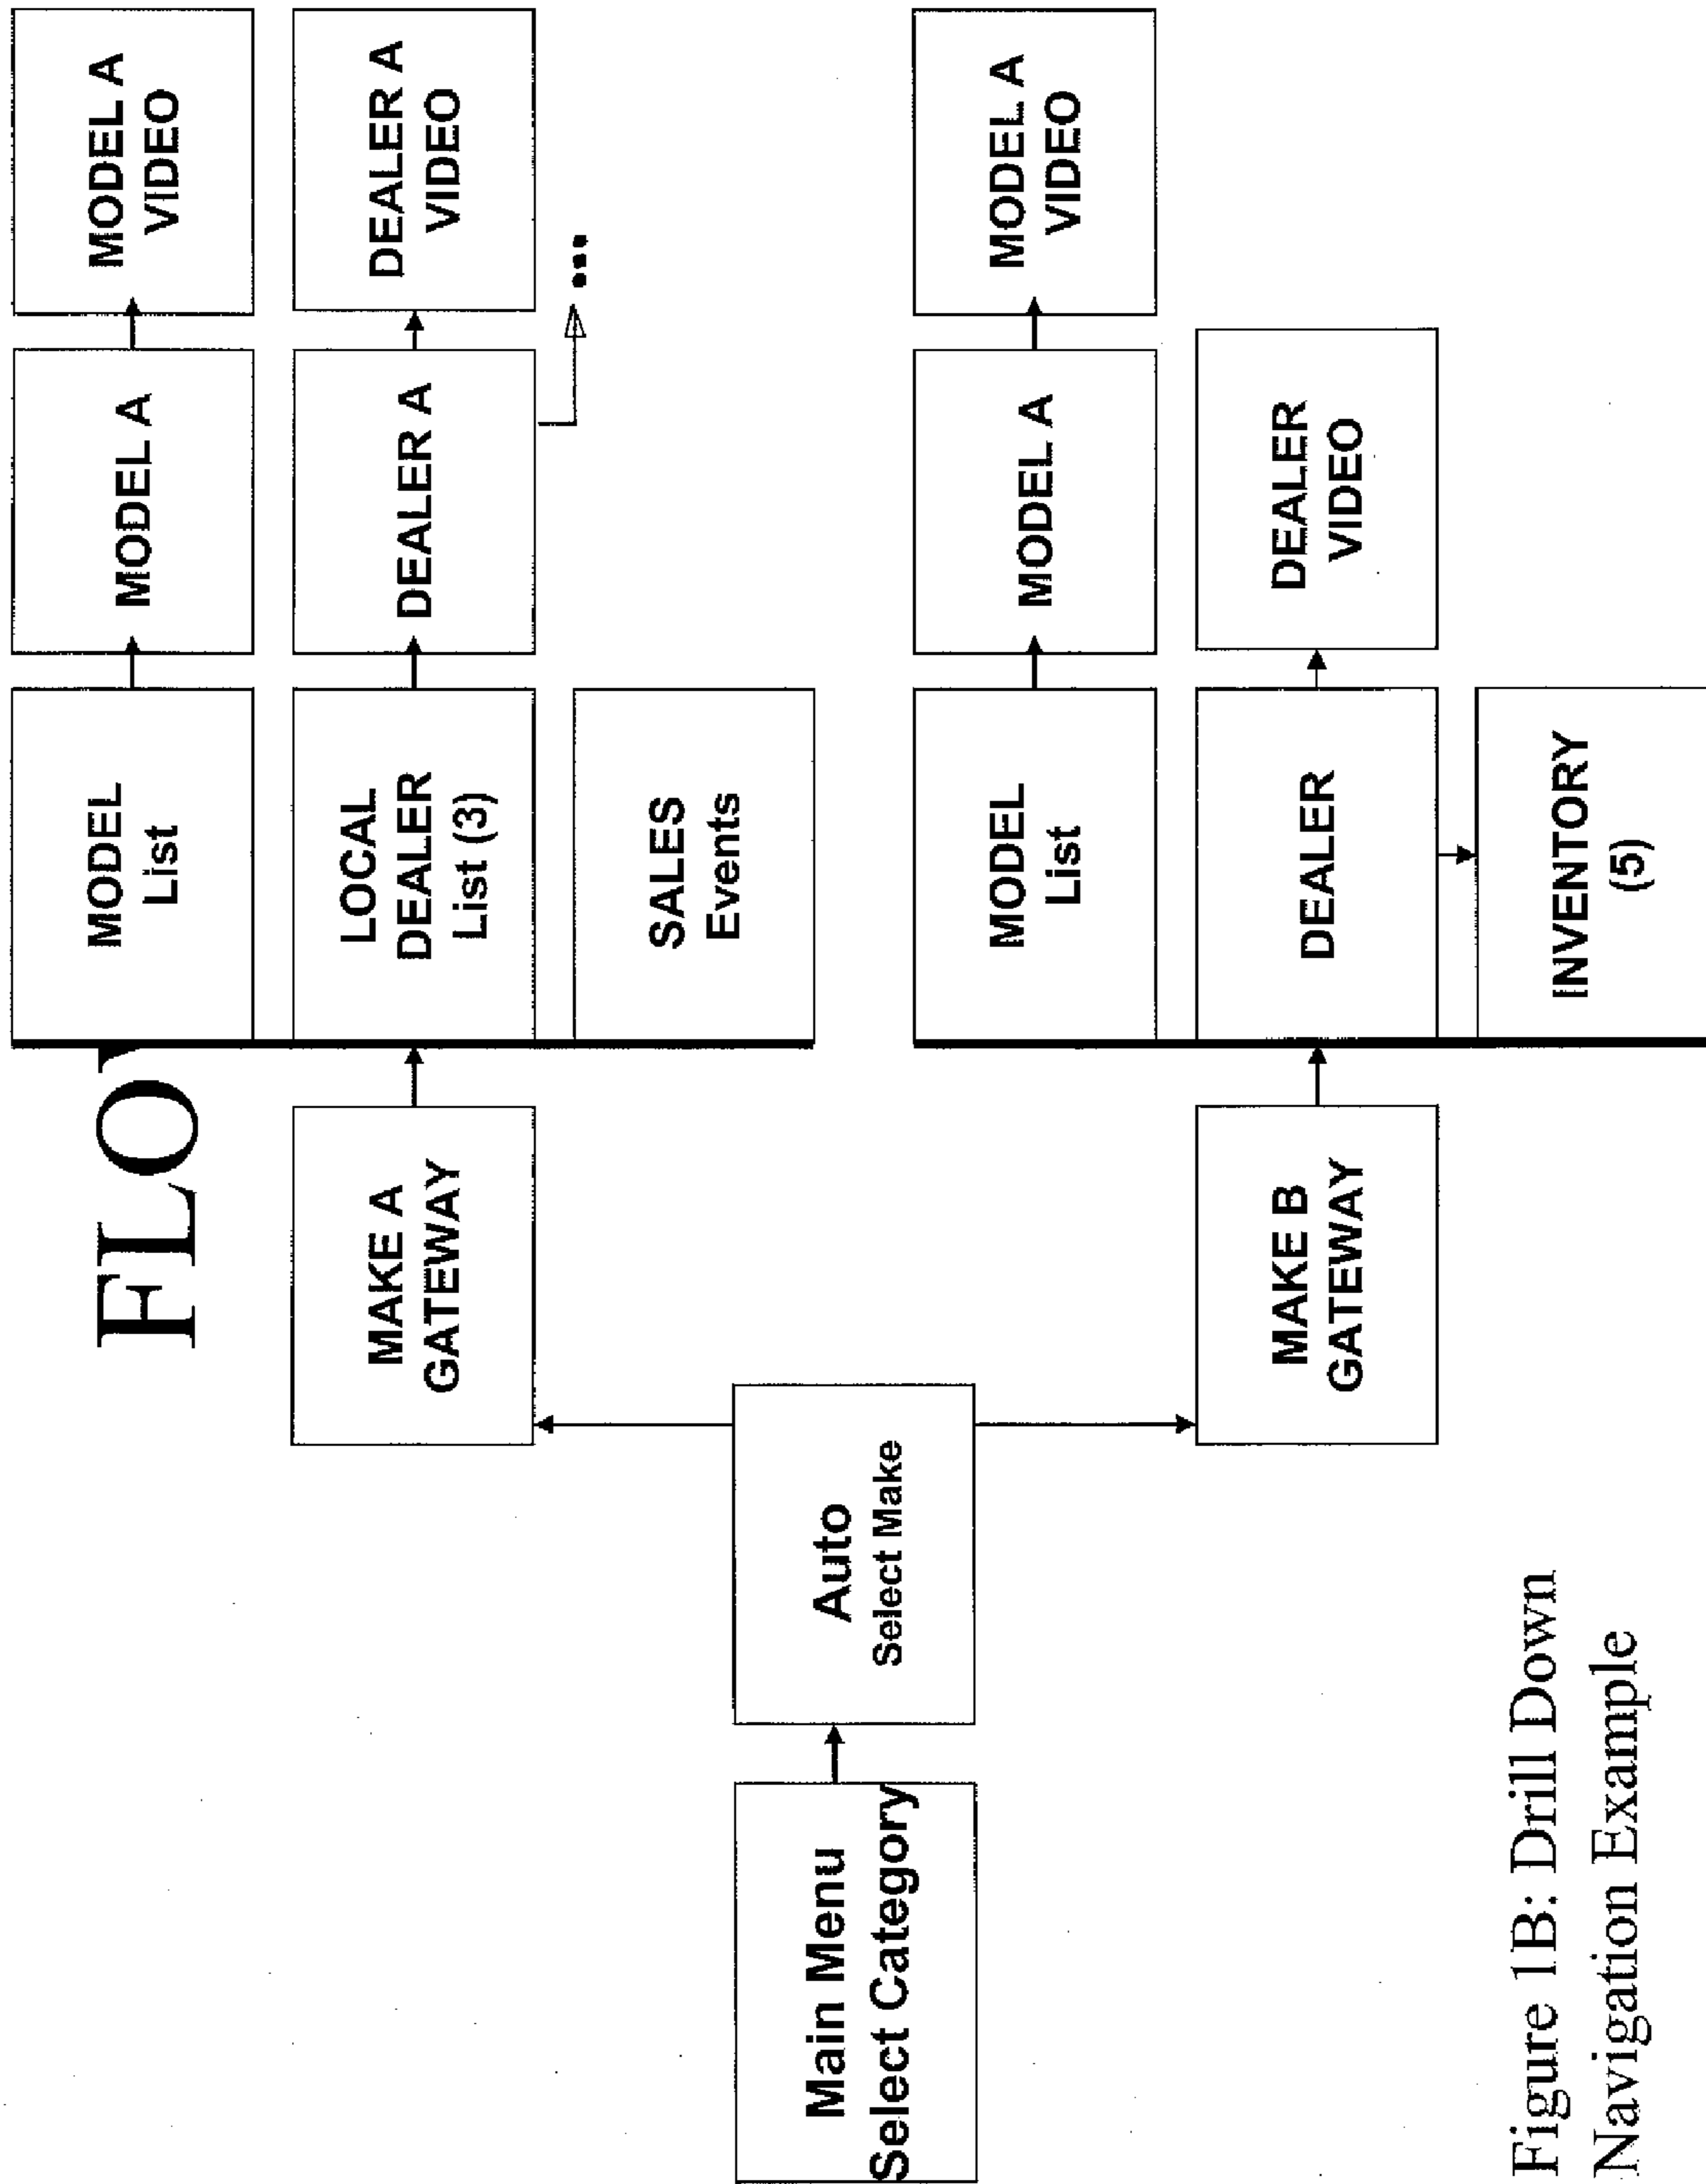 FLO
MODEL
List
MODEL A
MODEL A
VIDEO
MAKE A
GATEWAY
LOCAL
DEALER
List (3)
DEALER A
DEALER A
VIDEO
...
SALES
Events
Main Menu
Select Category
Auto
Select Make
MODEL
List
MODEL A
MODEL A
VIDEO
MAKE B
GATEWAY
DEALER
DEALER
VIDEO
INVENTORY
(5)
Figure 1B: Drill Down
Navigation Example